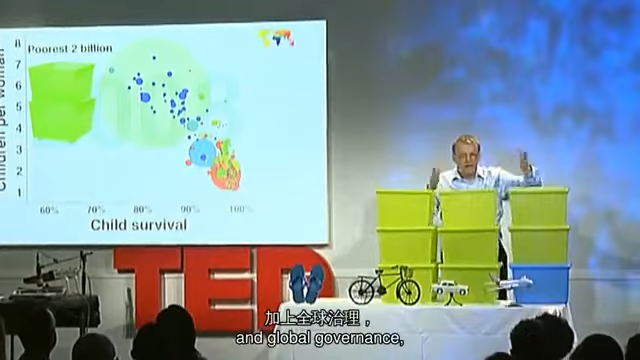 Poorest 2 billion
8
7
6
5
4
3
2
1
Children per woman
60%
70%
80%
90%
100%
Child survival
TED
加上全球治理，
and global governance,